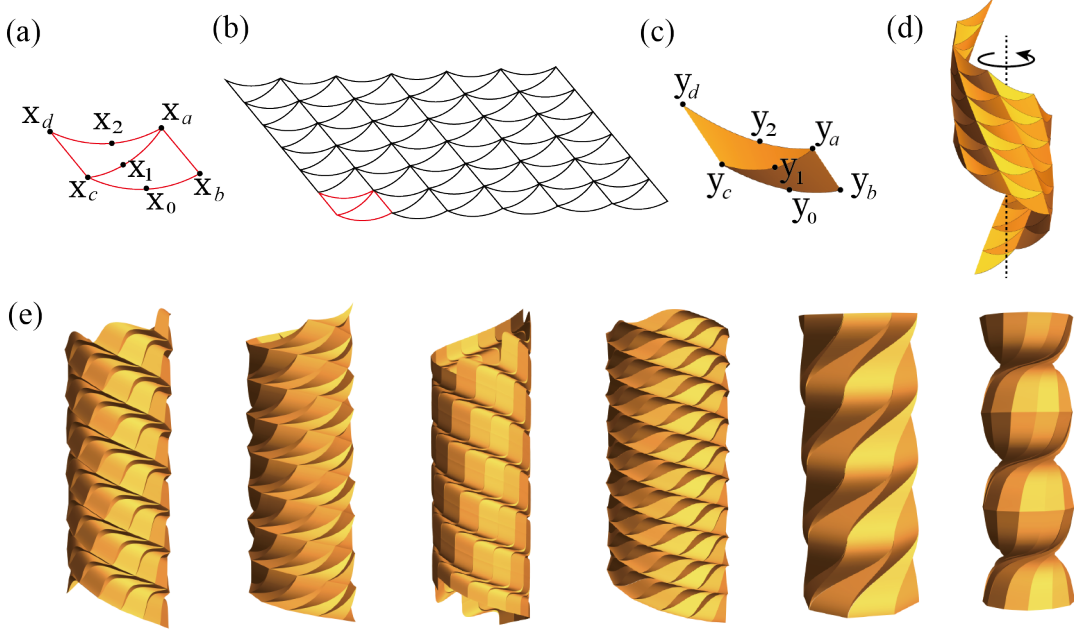 (a)
(b)
(c)
(d)
x_d
x_2
x_a
x_c
x_1
x_0
x_b
y_d
y_2
y_a
y_c
y_1
y_0
y_b
(e)